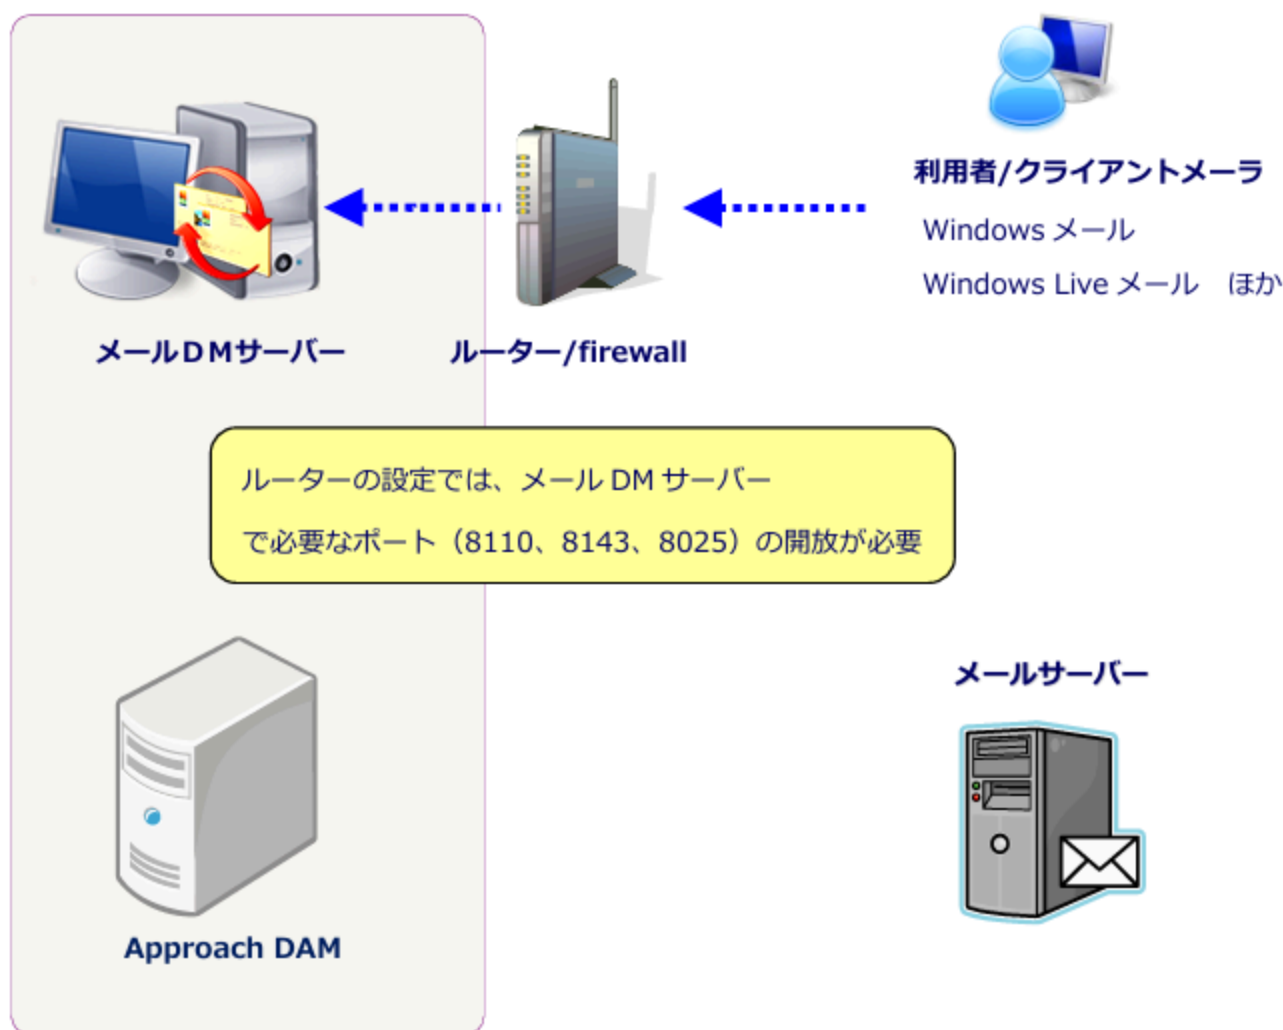 利用者/クライアントメーラ
Windows メール
Windows Live メール　ほか
メールＤＭサーバー
ルーター/firewall
ルーターの設定では、メール DM サーバー
で必要なポート（8110、8143、8025）の開放が必要
メールサーバー
Approach DAM